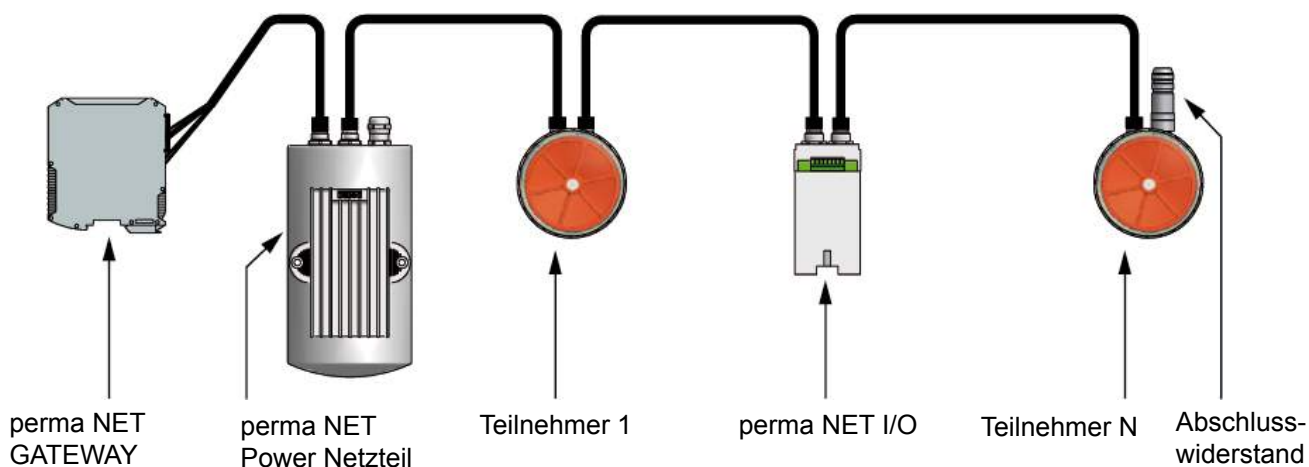 perma NET
GATEWAY
perma NET
Power Netzteil
Teilnehmer 1
perma NET I/O
Teilnehmer N
Abschluss-
widerstand